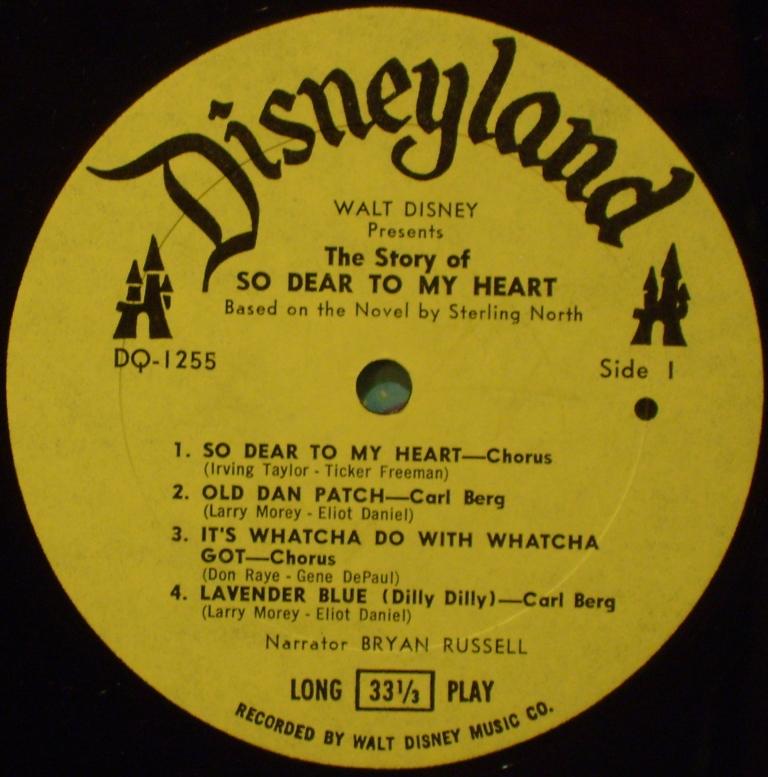 Disneyland
WALT DISNEY
Presents
The Story of
SO DEAR TO MY HEART
Based on the Novel by Sterling North
DQ-1255
Side 1
1. SO DEAR TO MY HEART—Chorus
(Irving Taylor - Ticker Freeman)
2. OLD DAN PATCH—Carl Berg
(Larry Morey - Eliot Daniel)
3. IT'S WHATCHA DO WITH WHATCHA
GOT—Chorus
(Don Raye - Gene DePaul)
4. LAVENDER BLUE (Dilly Dilly)—Carl Berg
(Larry Morey - Eliot Daniel)
Narrator BRYAN RUSSELL
LONG 33⅓ PLAY
RECORDED BY WALT DISNEY MUSIC CO.